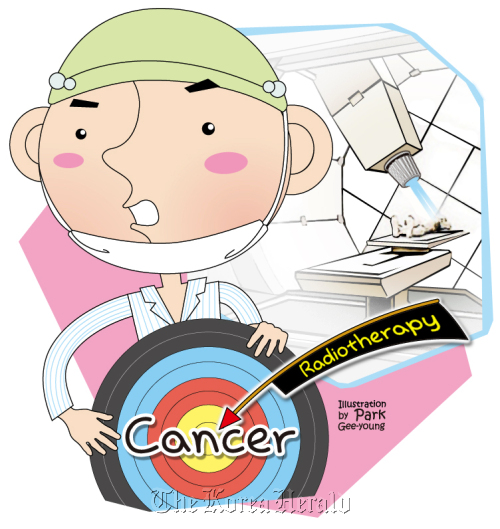 Radiotherapy
Cancer
Illustration
by Park
Gee-young
The Korea Herald